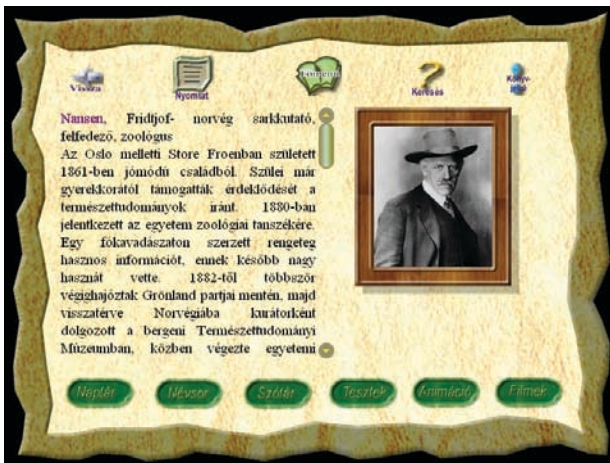 Vissza
Nyomtat
Főmenü
Keresés
Könyv-
jelző
Nansen, Fridtjof- norvég sarkkutató,
felfedező, zoológus
Az Oslo melletti Store Froenban született
1861-ben jómódú családból. Szülei már
gyerekkorától támogatták érdeklődését a
természettudományok iránt. 1880-ban
jelentkezett az egyetem zoológiai tanszékére.
Egy fókavadászaton szerzett rengeteg
hasznos információt, ennek később nagy
hasznát vette. 1882-től többször
végighajóztak Grönland partjai mentén, majd
visszatérve Norvégiába kurátorként
dolgozott a bergeni Természettudományi
Múzeumban, közben végezte egyetemi
Naptár
Névsor
Szótár
Tesztek
Animáció
Filmek